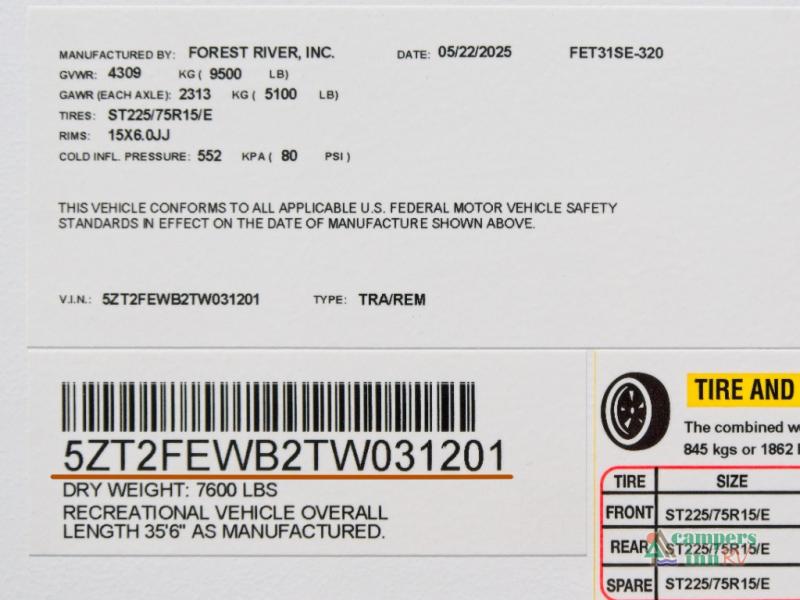 MANUFACTURED BY: FOREST RIVER, INC. DATE: 05/22/2025 FET31SE-320
GVWR: 4309 KG ( 9500 LB)
GAWR (EACH AXLE): 2313 KG ( 5100 LB)
TIRES: ST225/75R15/E
RIMS: 15X6.0JJ
COLD INFL. PRESSURE: 552 KPA ( 80 PSI )
THIS VEHICLE CONFORMS TO ALL APPLICABLE U.S. FEDERAL MOTOR VEHICLE SAFETY
STANDARDS IN EFFECT ON THE DATE OF MANUFACTURE SHOWN ABOVE.
V.I.N.: 5ZT2FEWB2TW031201 TYPE: TRA/REM
5ZT2FEWB2TW031201
DRY WEIGHT: 7600 LBS
RECREATIONAL VEHICLE OVERALL
LENGTH 35'6" AS MANUFACTURED.
TIRE AND
The combined
845 kgs or 1862
TIRE SIZE
FRONT ST225/75R15/E
REAR ST225/75R15/E
SPARE ST225/75R15/E
campers
inn RV